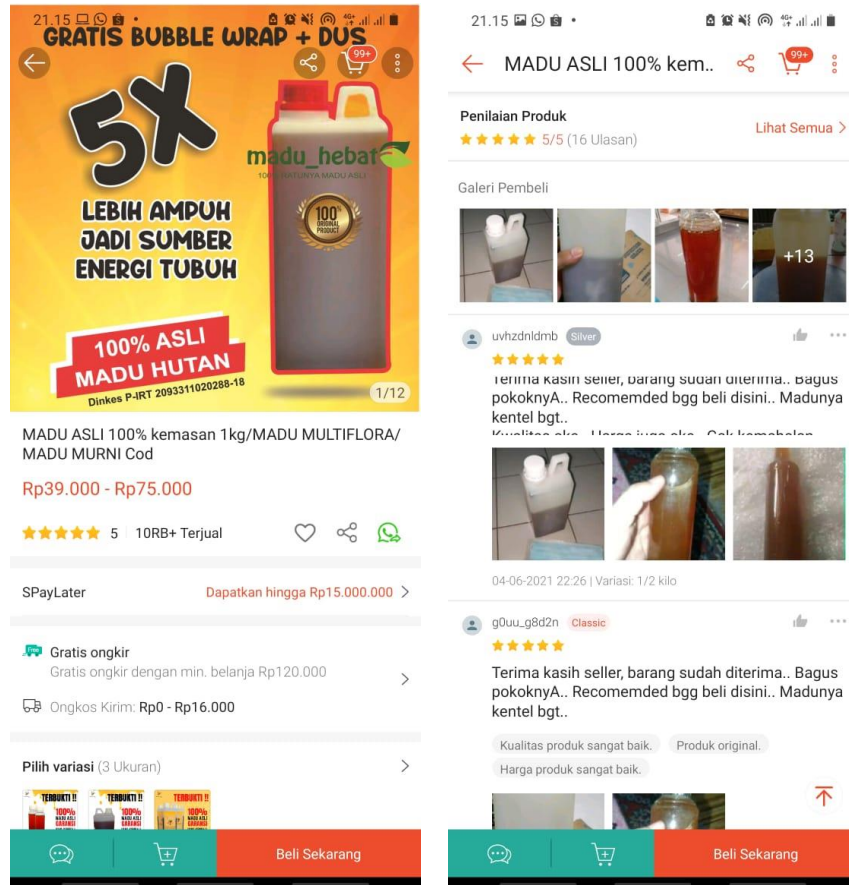 21.15
GRATIS BUBBLE WRAP + DUS
99+
5X
madu_hebat
LEBIH AMPUH
JADI SUMBER
ENERGI TUBUH
100%
ORIGINAL
PRODUCT
100% ASLI
MADU HUTAN
Dinkes P-IRT 2093311020288-18
1/12
MADU ASLI 100% kemasan 1kg/MADU MULTIFLORA/
MADU MURNI Cod
Rp39.000 - Rp75.000
5 10RB+ Terjual
SPayLater Dapatkan hingga Rp15.000.000
Free Gratis ongkir
Gratis ongkir dengan min. belanja Rp120.000
Ongkos Kirim: Rp0 - Rp16.000
Pilih variasi (3 Ukuran)
TERBUKTI !! TERBUKTI !! TERBUKTI !!
100% 100% 100%
Beli Sekarang
21.15
4G+
MADU ASLI 100% kem..
99+
Penilaian Produk
5/5 (16 Ulasan)
Lihat Semua
Galeri Pembeli
+13
uvhzdnldmb Silver
Terima kasih seller, barang sudah diterima.. Bagus
pokoknyA.. Recomemded bgg beli disini.. Madunya
kentel bgt..
04-06-2021 22:26 | Variasi: 1/2 kilo
g0uu_g8d2n Classic
Terima kasih seller, barang sudah diterima.. Bagus
pokoknyA.. Recomemded bgg beli disini.. Madunya
kentel bgt..
Kualitas produk sangat baik. Produk original.
Harga produk sangat baik.
Beli Sekarang